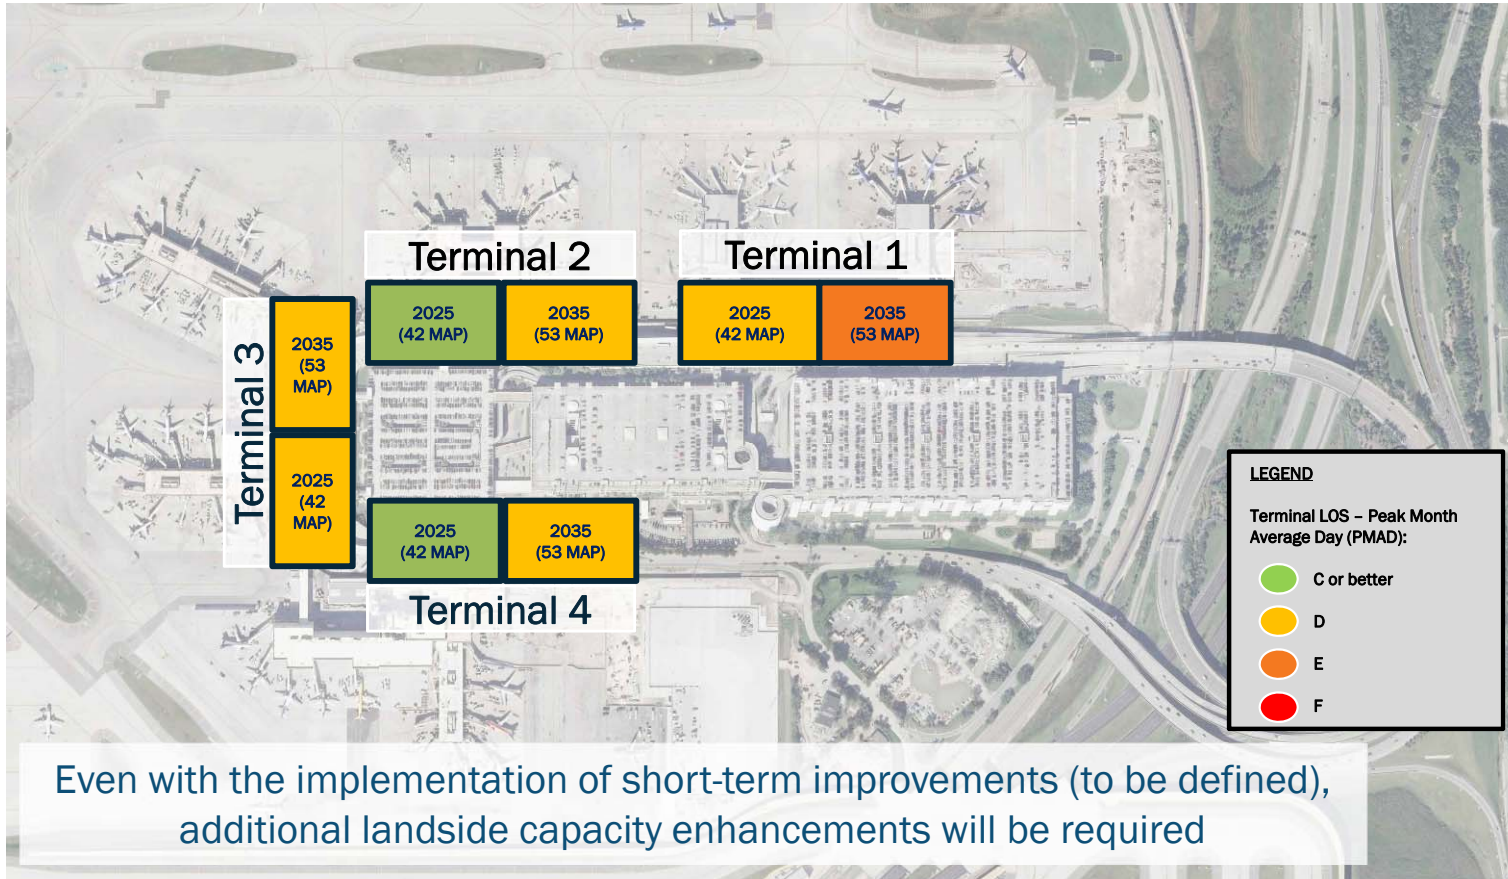 Terminal 2
2025
(42 MAP)
2035
(53 MAP)
Terminal 1
2025
(42 MAP)
2035
(53 MAP)
Terminal 3
2035
(53
MAP)
2025
(42
MAP)
2025
(42 MAP)
2035
(53 MAP)
Terminal 4
LEGEND
Terminal LOS – Peak Month
Average Day (PMAD):
C or better
D
E
F
Even with the implementation of short-term improvements (to be defined),
additional landside capacity enhancements will be required